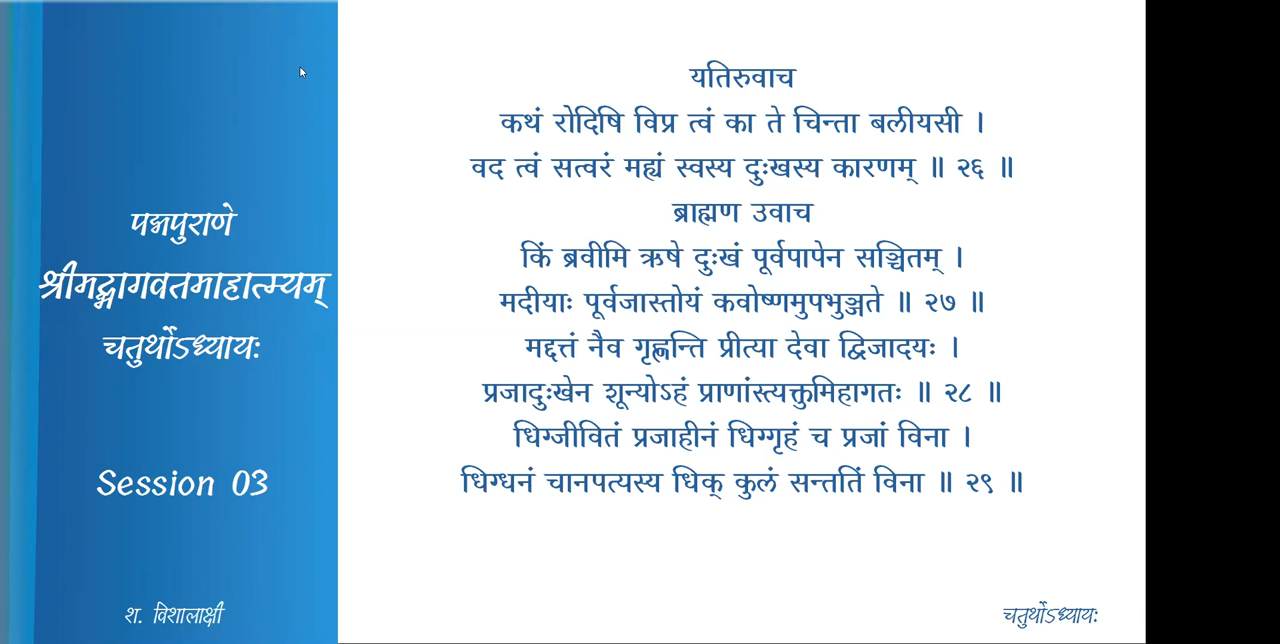 पद्मपुराणे
श्रीमद्भागवतमाहात्म्यम्
चतुर्थोऽध्यायः
Session 03
श. विशालाक्षी
यतिरुवाच
कथं रोदिषि विप्र त्वं का ते चिन्ता बलीयसी ।
वद त्वं सत्वरं मह्यं स्वस्य दुःखस्य कारणम् ॥ २६ ॥
ब्राह्मण उवाच
किं ब्रवीमि ऋषे दुःखं पूर्वपापेन सञ्चितम् ।
मदीयाः पूर्वजास्तोयं कवोष्णमुपभुञ्जते ॥ २७ ॥
मद्दत्तं नैव गृह्णन्ति प्रीत्या देवा द्विजादयः ।
प्रजादुःखेन शून्योऽहं प्राणांस्त्यक्तुमिहागतः ॥ २८ ॥
धिग्जीवितं प्रजाहीनं धिग्गृहं च प्रजां विना ।
धिग्धनं चानपत्यस्य धिक् कुलं सन्ततिं विना ॥ २९ ॥
चतुर्थोऽध्यायः